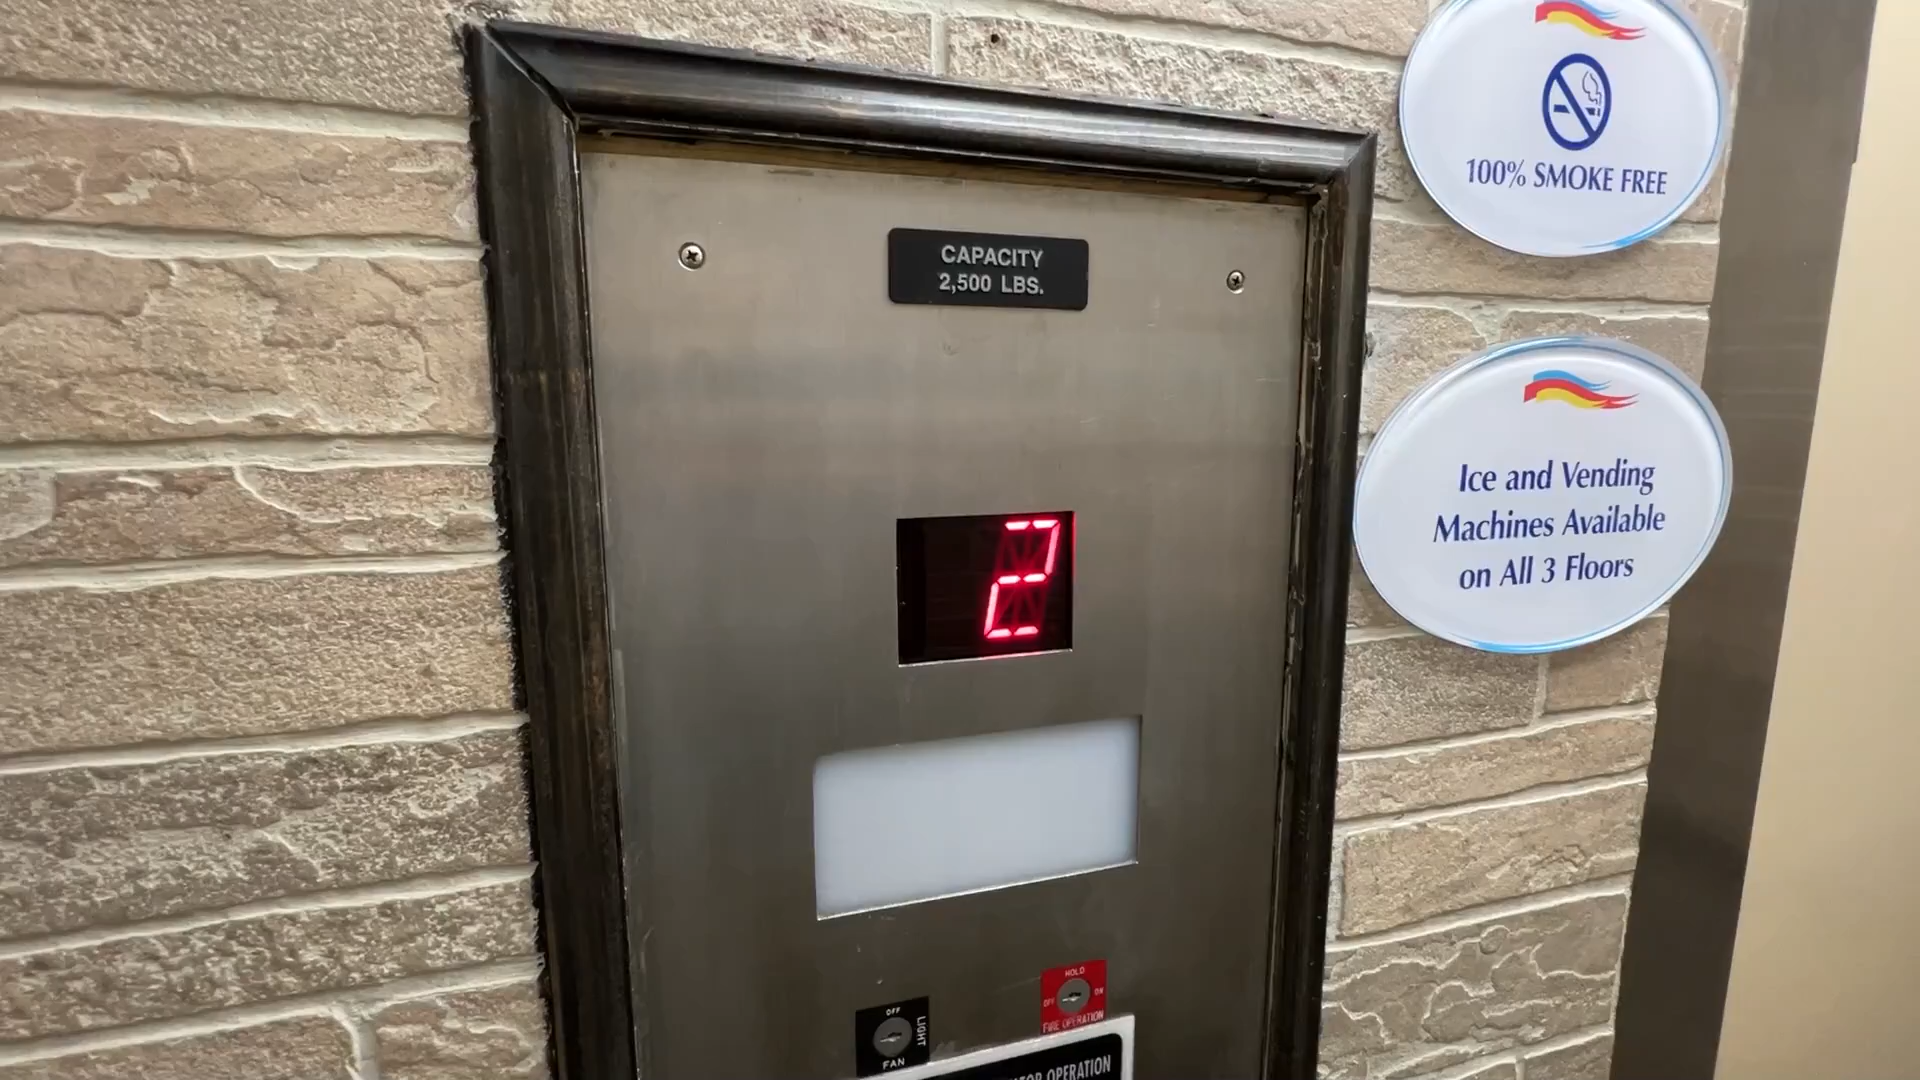 100% SMOKE FREE
CAPACITY
2,500 LBS.
2
Ice and Vending
Machines Available
on All 3 Floors
HOLD
OFF ON
FIRE OPERATION
OFF
LIGHT
FAN
OPERATION